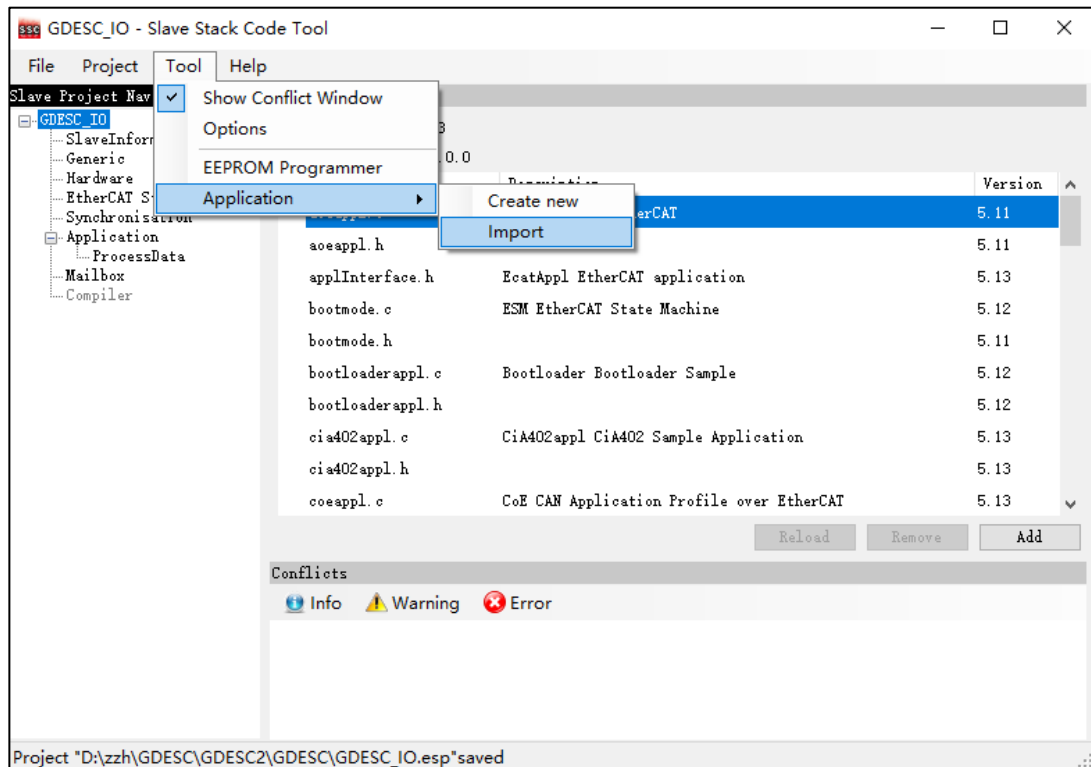 SSC GDESC_IO - Slave Stack Code Tool
File Project Tool Help
Slave Project Nav
Show Conflict Window
Options
EEPROM Programmer
Application
Create new
Import
GDESC_IO
SlaveInfor
Generic
Hardware
EtherCAT S
Synchronisation
Application
ProcessData
Mailbox
Compiler
3
.0.0
Description Version
erCAT 5.11
aoeappl.h 5.11
applInterface.h EcatAppl EtherCAT application 5.13
bootmode.c ESM EtherCAT State Machine 5.12
bootmode.h 5.11
bootloaderappl.c Bootloader Bootloader Sample 5.12
bootloaderappl.h 5.12
cia402appl.c CiA402appl CiA402 Sample Application 5.13
cia402appl.h 5.13
coeappl.c CoE CAN Application Profile over EtherCAT 5.13
Reload Remove Add
Conflicts
Info Warning Error
Project "D:\zzh\GDESC\GDESC2\GDESC\GDESC_IO.esp"saved